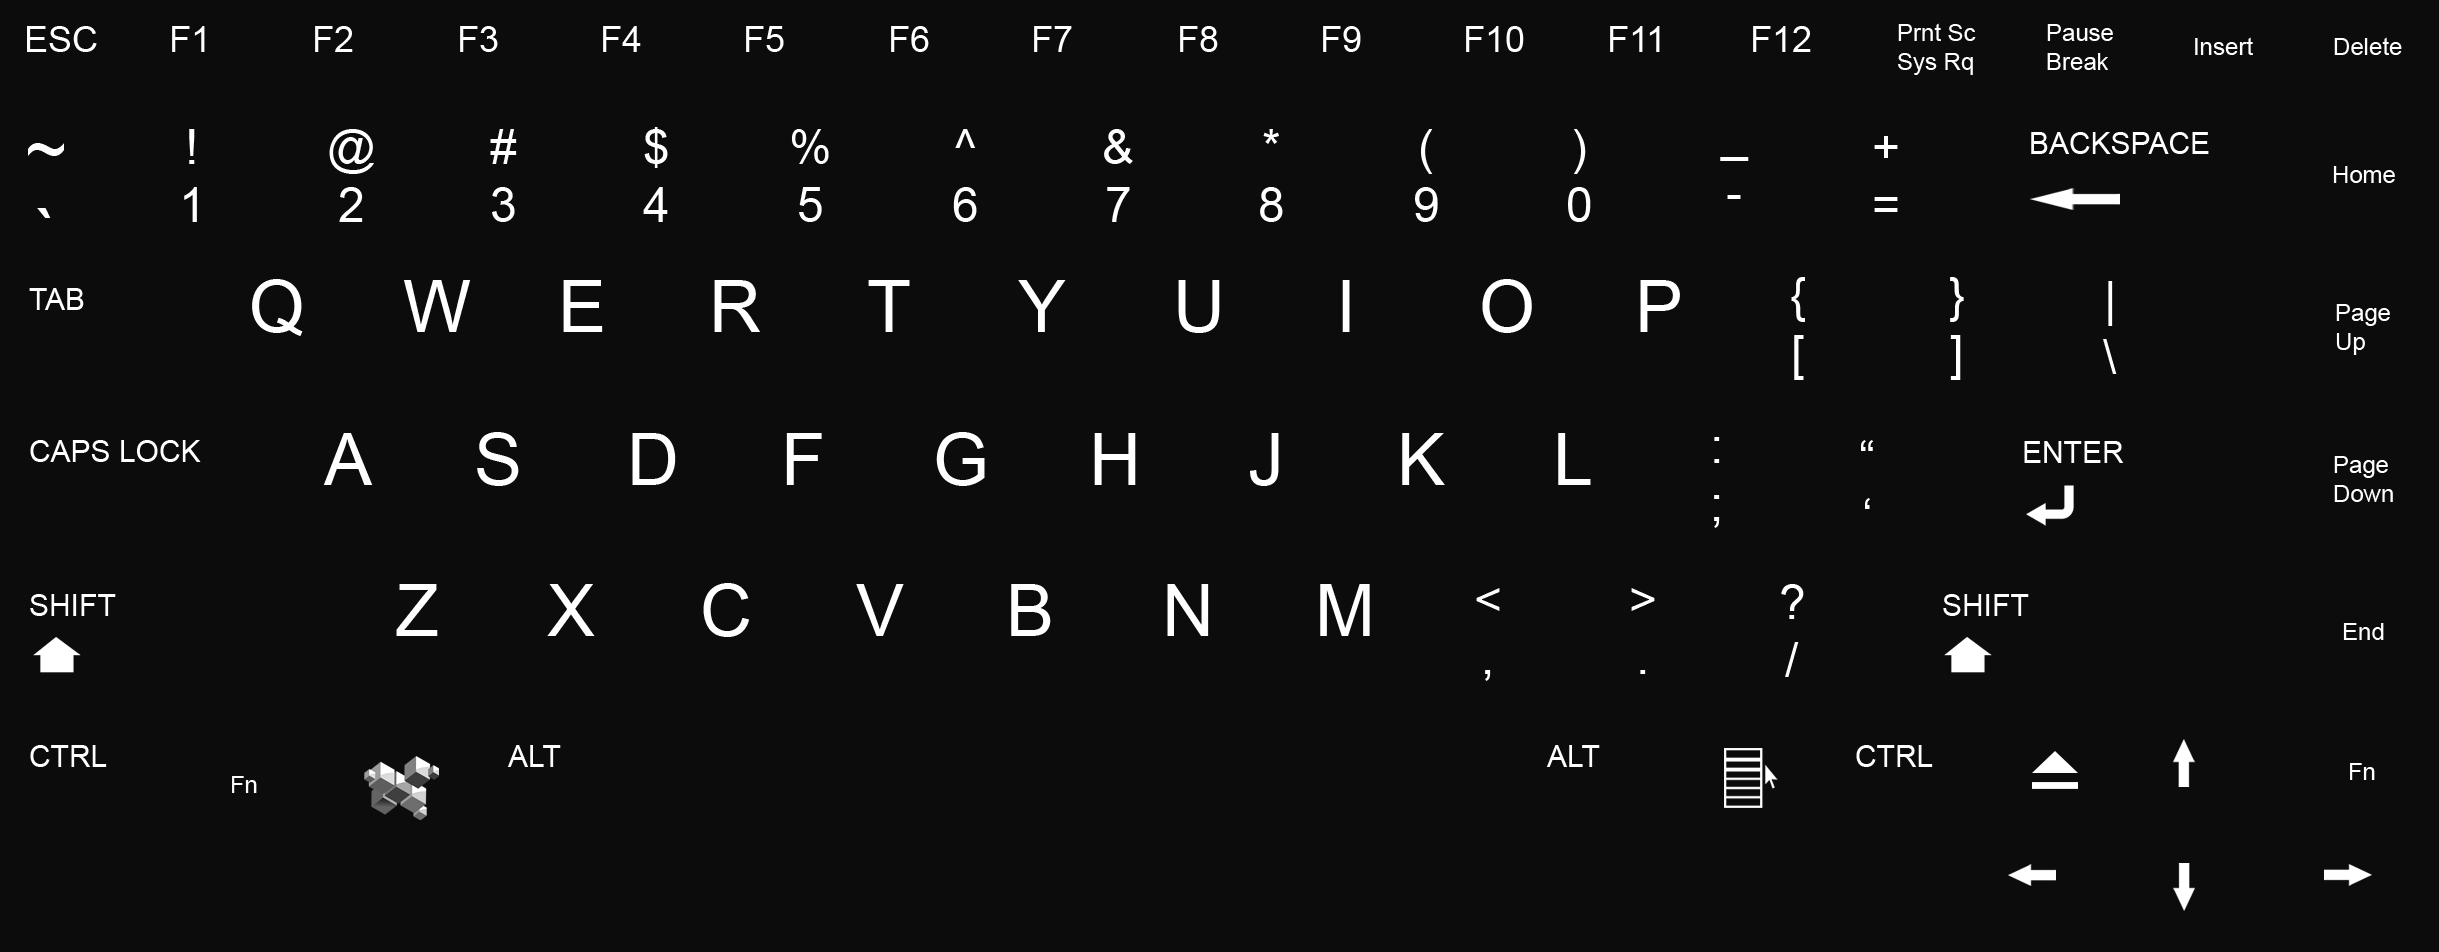 ESC F1 F2 F3 F4 F5 F6 F7 F8 F9 F10 F11 F12 Prnt Sc Pause Insert Delete
Sys Rq Break
~ ! @ # $ % ^ & * ( ) _ + BACKSPACE
Home
` 1 2 3 4 5 6 7 8 9 0 - =
TAB Q W E R T Y U I O P { } | Page
[ ] \ Up
CAPS LOCK A S D F G H J K L : “ ENTER Page
; ‘ Down
SHIFT Z X C V B N M < > ? SHIFT
, . / End
CTRL Fn ALT ALT CTRL Fn